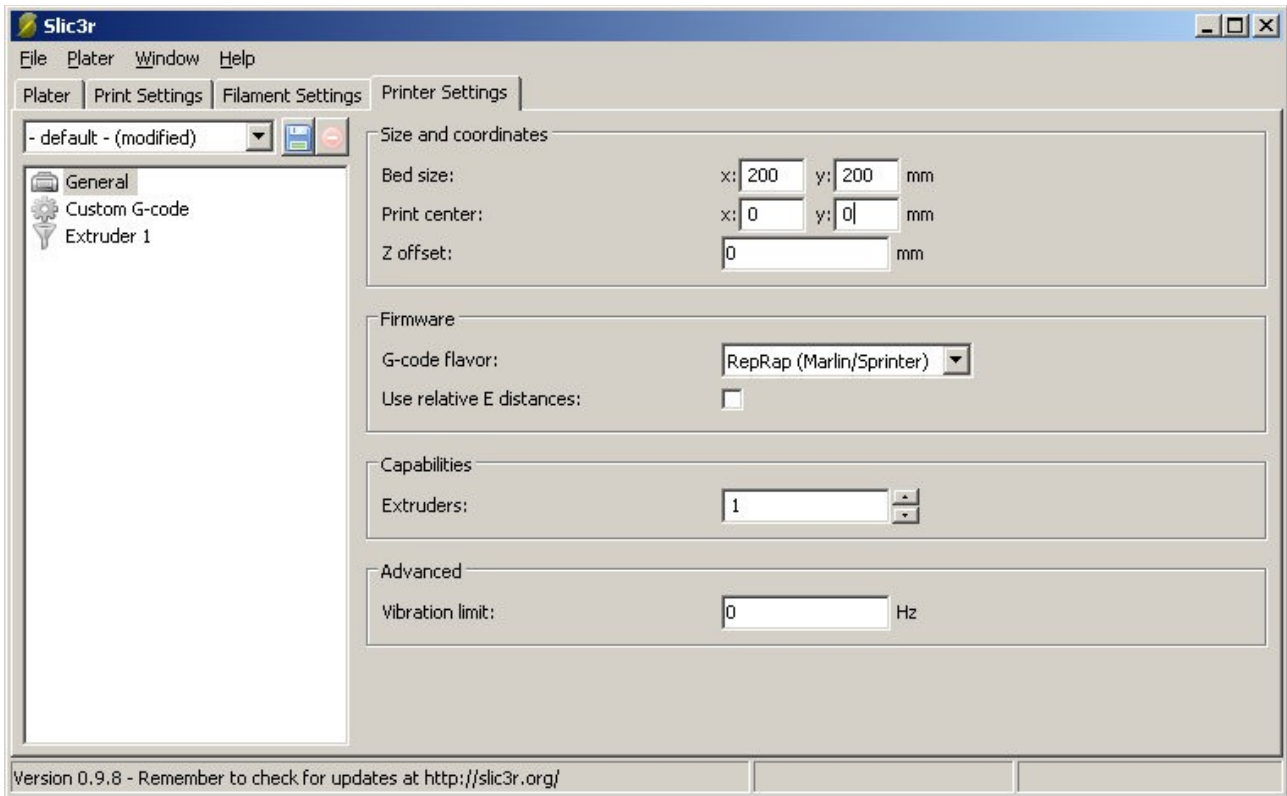 Slic3r
File Plater Window Help
Plater Print Settings Filament Settings Printer Settings
- default - (modified)
General
Custom G-code
Extruder 1
Size and coordinates
Bed size: x: 200 y: 200 mm
Print center: x: 0 y: 0 mm
Z offset: 0 mm
Firmware
G-code flavor: RepRap (Marlin/Sprinter)
Use relative E distances:
Capabilities
Extruders: 1
Advanced
Vibration limit: 0 Hz
Version 0.9.8 - Remember to check for updates at http://slic3r.org/